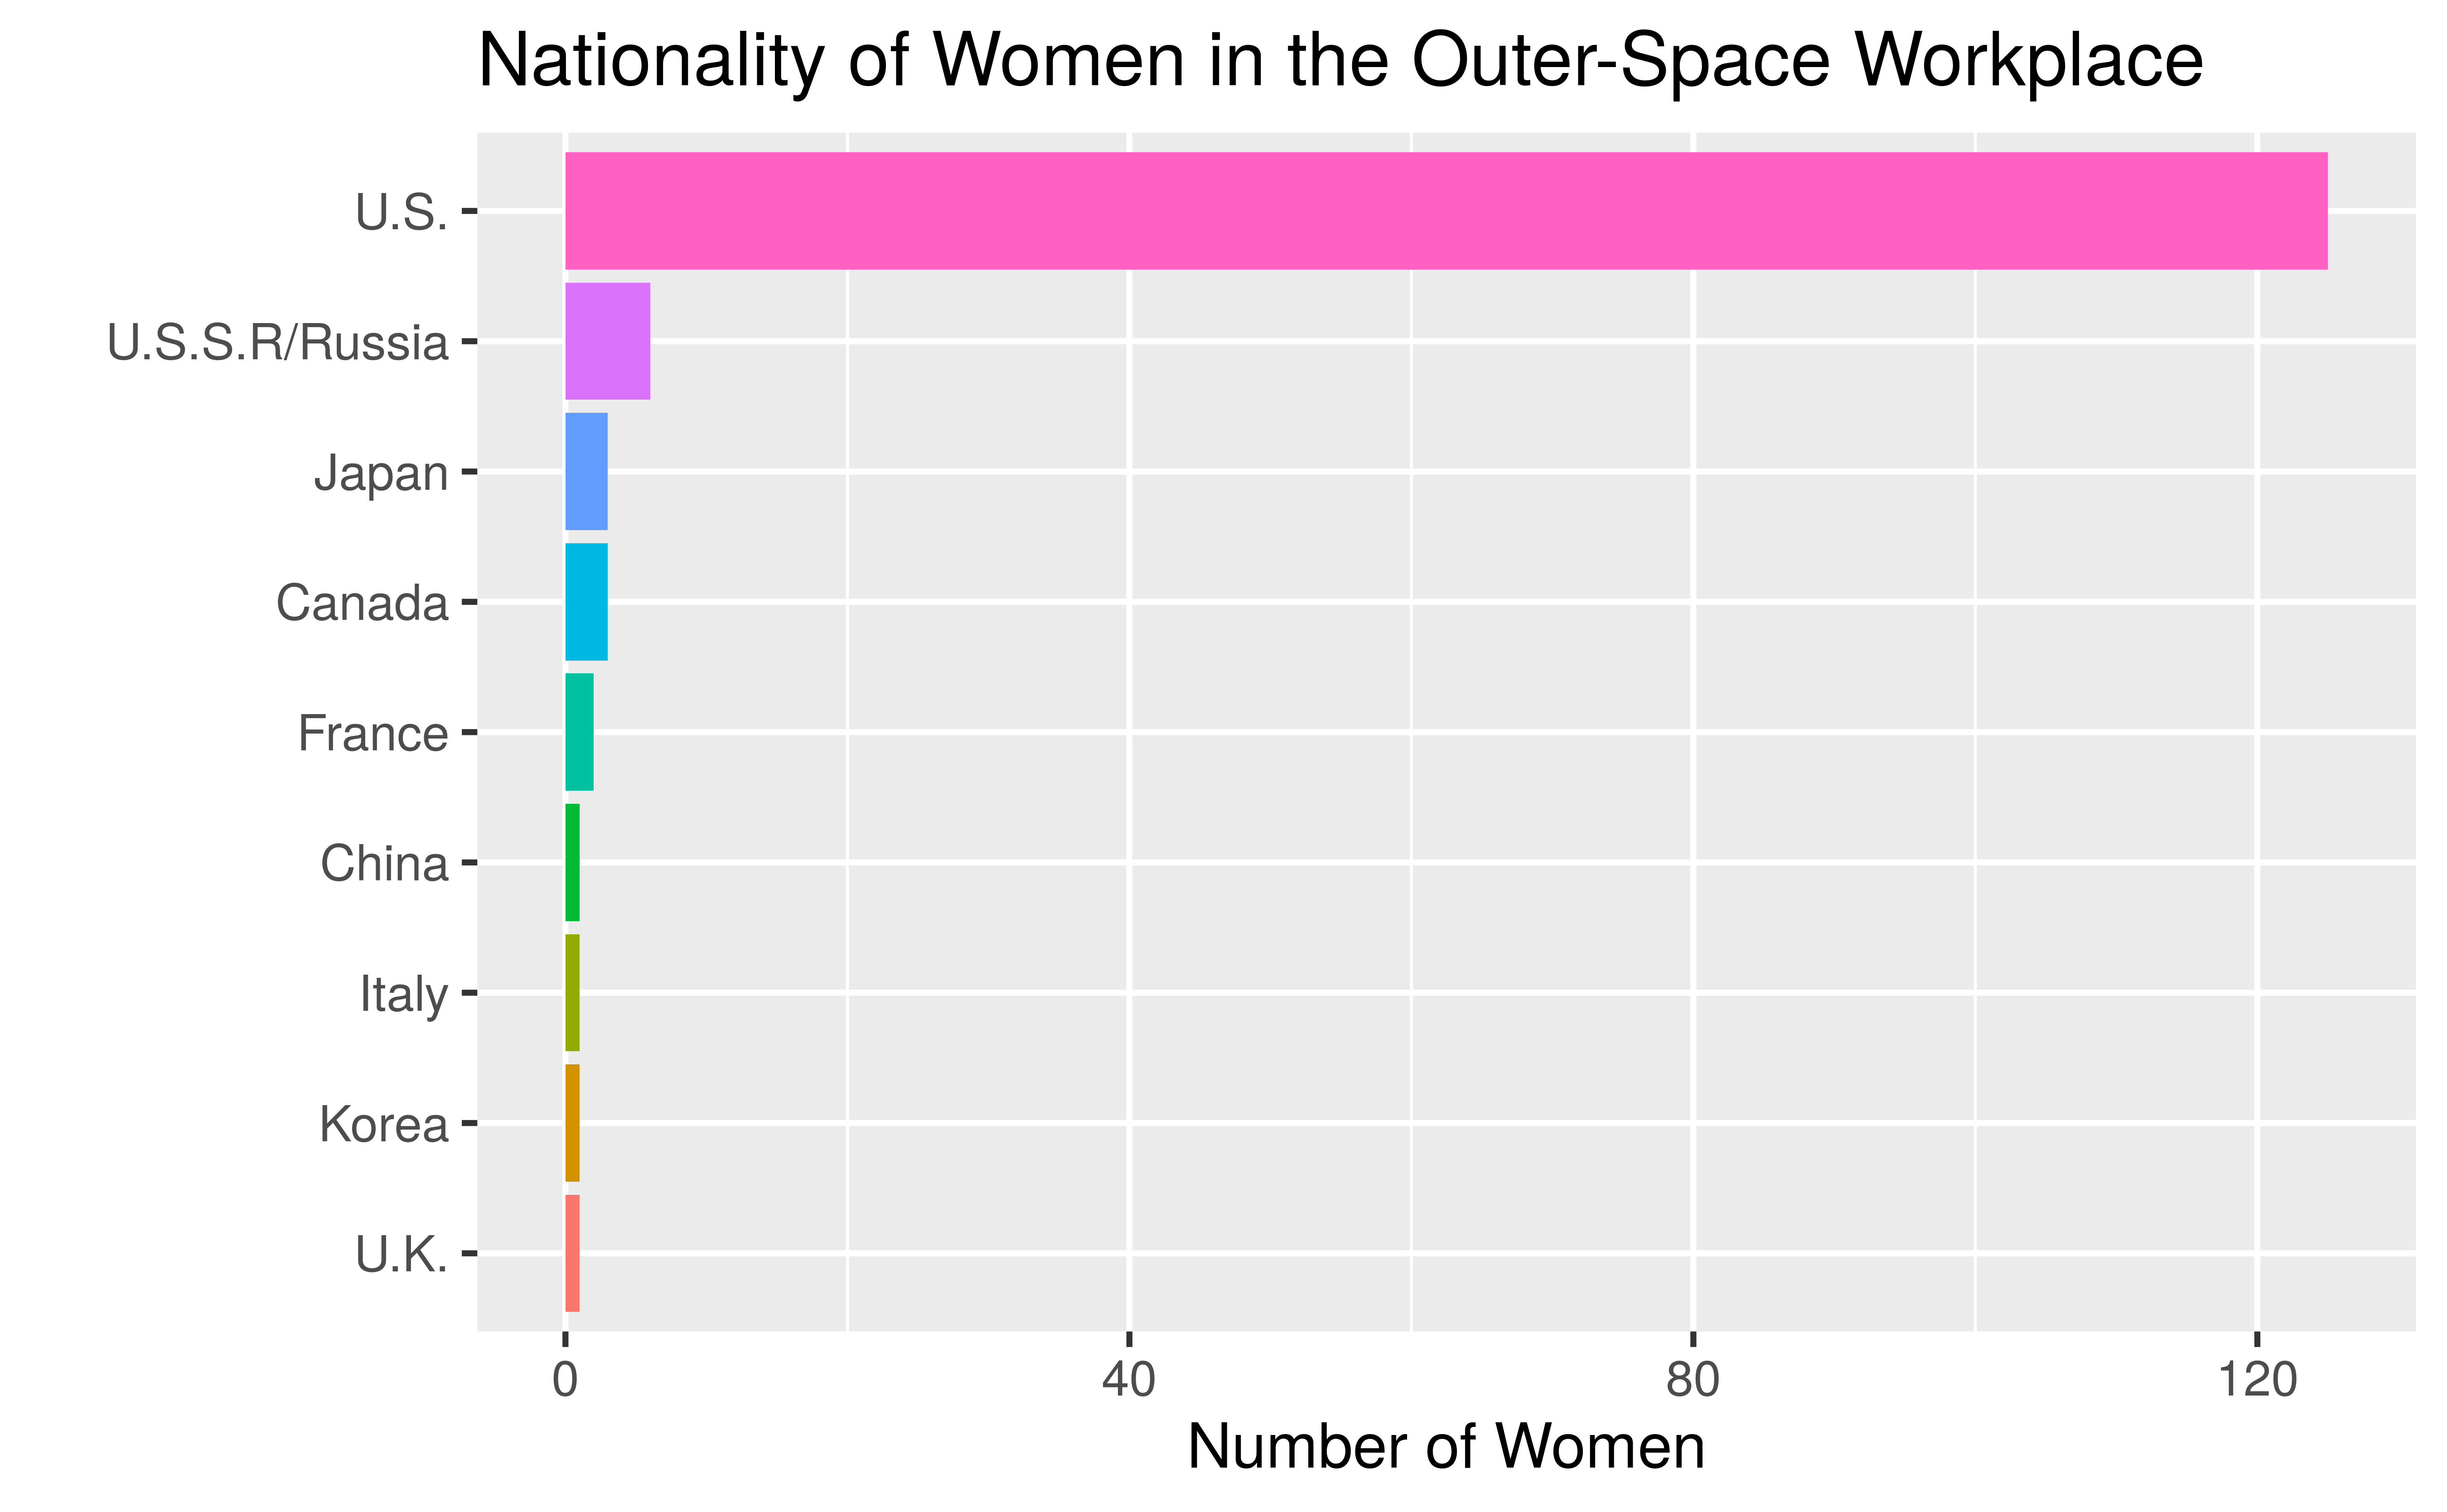 Nationality of Women in the Outer-Space Workplace
U.S.
U.S.S.R/Russia
Japan
Canada
France
China
Italy
Korea
U.K.
0 40 80 120
Number of Women